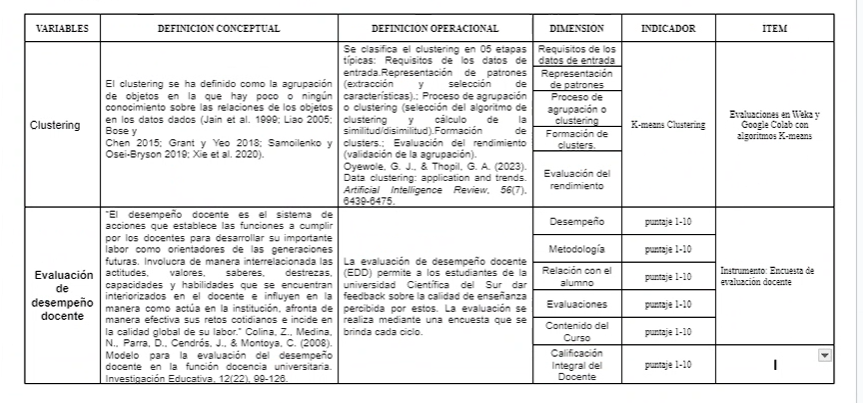 VARIABLES
DEFINICION CONCEPTUAL
DEFINICION OPERACIONAL
DIMENSION
INDICADOR
ITEM
Clustering
El clustering se ha definido como la agrupación
de objetos en la que hay poco o ningún
conocimiento sobre las relaciones de los objetos
en los datos dados (Jain et al. 1999; Liao 2005;
Bose y
Chen 2015; Grant y Yeo 2018; Samoilenko y
Osei-Bryson 2019; Xie et al. 2020).
Se clasifica el clustering en 05 etapas
típicas: Requisitos de los datos de
entrada.Representación de patrones
(extracción y selección de
características).; Proceso de agrupación
o clustering (selección del algoritmo de
clustering y cálculo de la
similitud/disimilitud).Formación de
clusters.; Evaluación del rendimiento
(validación de la agrupación).
Oyewole, G. J., & Thopil, G. A. (2023).
Data clustering: application and trends.
Artificial Intelligence Review, 56(7),
6439-6475.
Requisitos de los
datos de entrada
Representación
de patrones
Proceso de
agrupación o
clustering
Formación de
clusters.
Evaluación del
rendimiento
K-means Clustering
Evaluaciones en Weka y
Google Colab con
algoritmos K-means
Evaluación
de
desempeño
docente
"El desempeño docente es el sistema de
acciones que establece las funciones a cumplir
por los docentes para desarrollar su importante
labor como orientadores de las generaciones
futuras. Involucra de manera interrelacionada las
actitudes, valores, saberes, destrezas,
capacidades y habilidades que se encuentran
interiorizados en el docente e influyen en la
manera como actúa en la institución, afronta de
manera efectiva sus retos cotidianos e incide en
la calidad global de su labor." Colina, Z., Medina,
N., Parra, D., Cendrós, J., & Montoya, C. (2008).
Modelo para la evaluación del desempeño
docente en la función docencia universitaria.
Investigación Educativa, 12(22), 99-126.
La evaluación de desempeño docente
(EDD) permite a los estudiantes de la
universidad Científica del Sur dar
feedback sobre la calidad de enseñanza
percibida por estos. La evaluación se
realiza mediante una encuesta que se
brinda cada ciclo.
Desempeño
puntaje 1-10
Metodología
puntaje 1-10
Relación con el
alumno
puntaje 1-10
Evaluaciones
puntaje 1-10
Contenido del
Curso
puntaje 1-10
Calificación
Integral del
Docente
puntaje 1-10
Instrumento: Encuesta de
evaluación docente